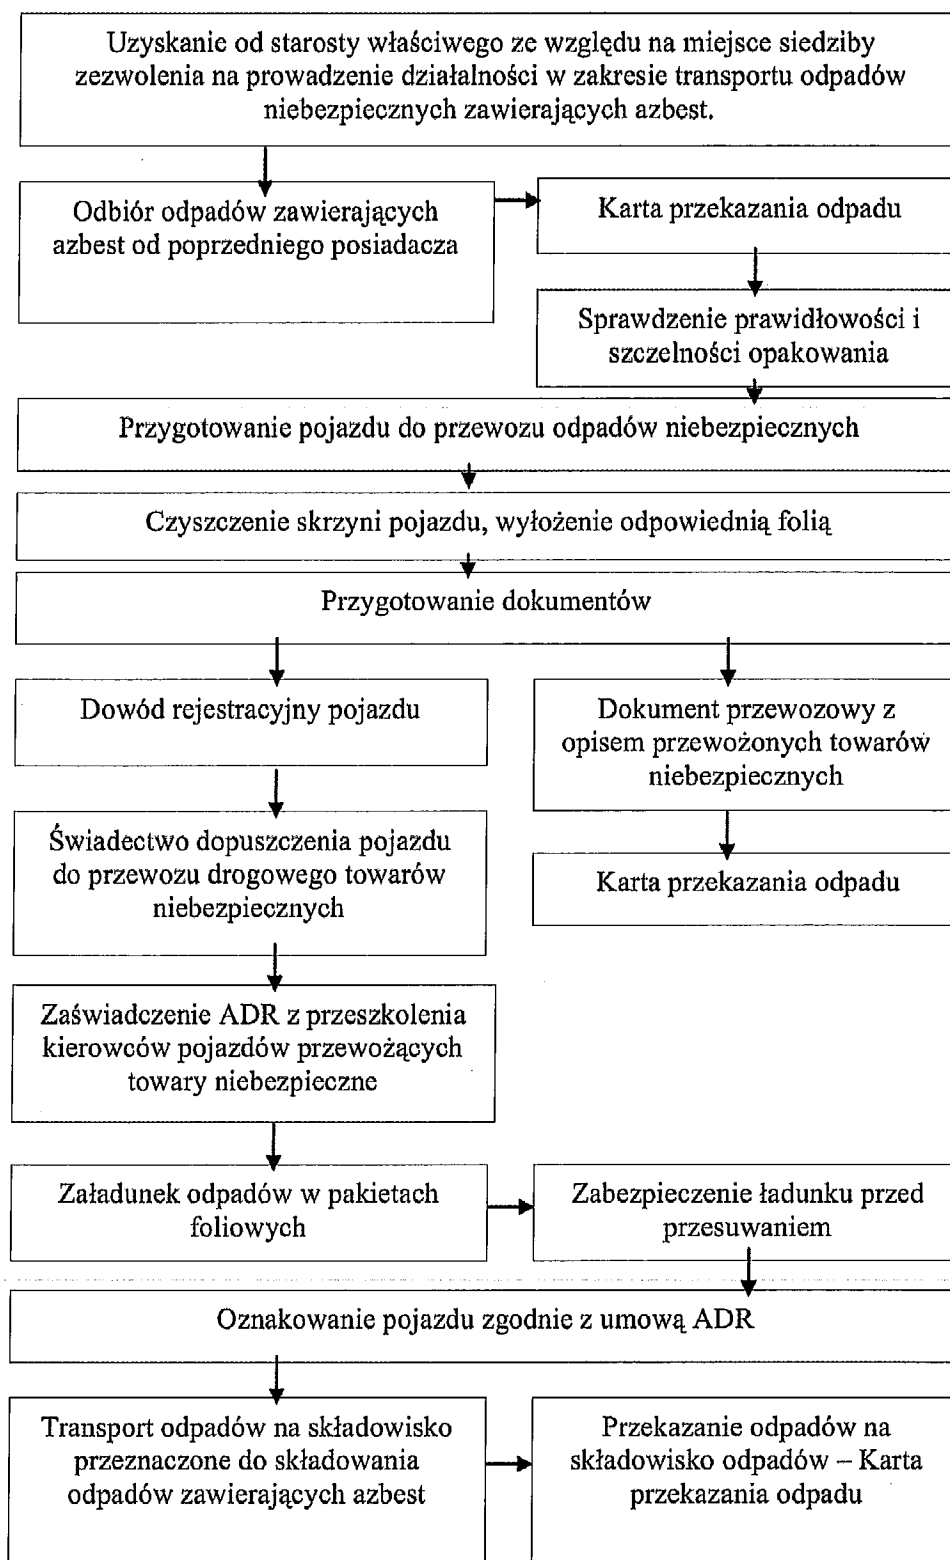 Uzyskanie od starosty właściwego ze względu na miejsce siedziby
zezwolenia na prowadzenie działalności w zakresie transportu odpadów
niebezpiecznych zawierających azbest.
Odbiór odpadów zawierających
azbest od poprzedniego posiadacza
Karta przekazania odpadu
Sprawdzenie prawidłowości i
szczelności opakowania
Przygotowanie pojazdu do przewozu odpadów niebezpiecznych
Czyszczenie skrzyni pojazdu, wyłożenie odpowiednią folią
Przygotowanie dokumentów
Dowód rejestracyjny pojazdu
Świadectwo dopuszczenia pojazdu
do przewozu drogowego towarów
niebezpiecznych
Zaświadczenie ADR z przeszkolenia
kierowców pojazdów przewożących
towary niebezpieczne
Dokument przewozowy z
opisem przewożonych towarów
niebezpiecznych
Karta przekazania odpadu
Załadunek odpadów w pakietach
foliowych
Zabezpieczenie ładunku przed
przesuwaniem
Oznakowanie pojazdu zgodnie z umową ADR
Transport odpadów na składowisko
przeznaczone do składowania
odpadów zawierających azbest
Przekazanie odpadów na
składowisko odpadów – Karta
przekazania odpadu